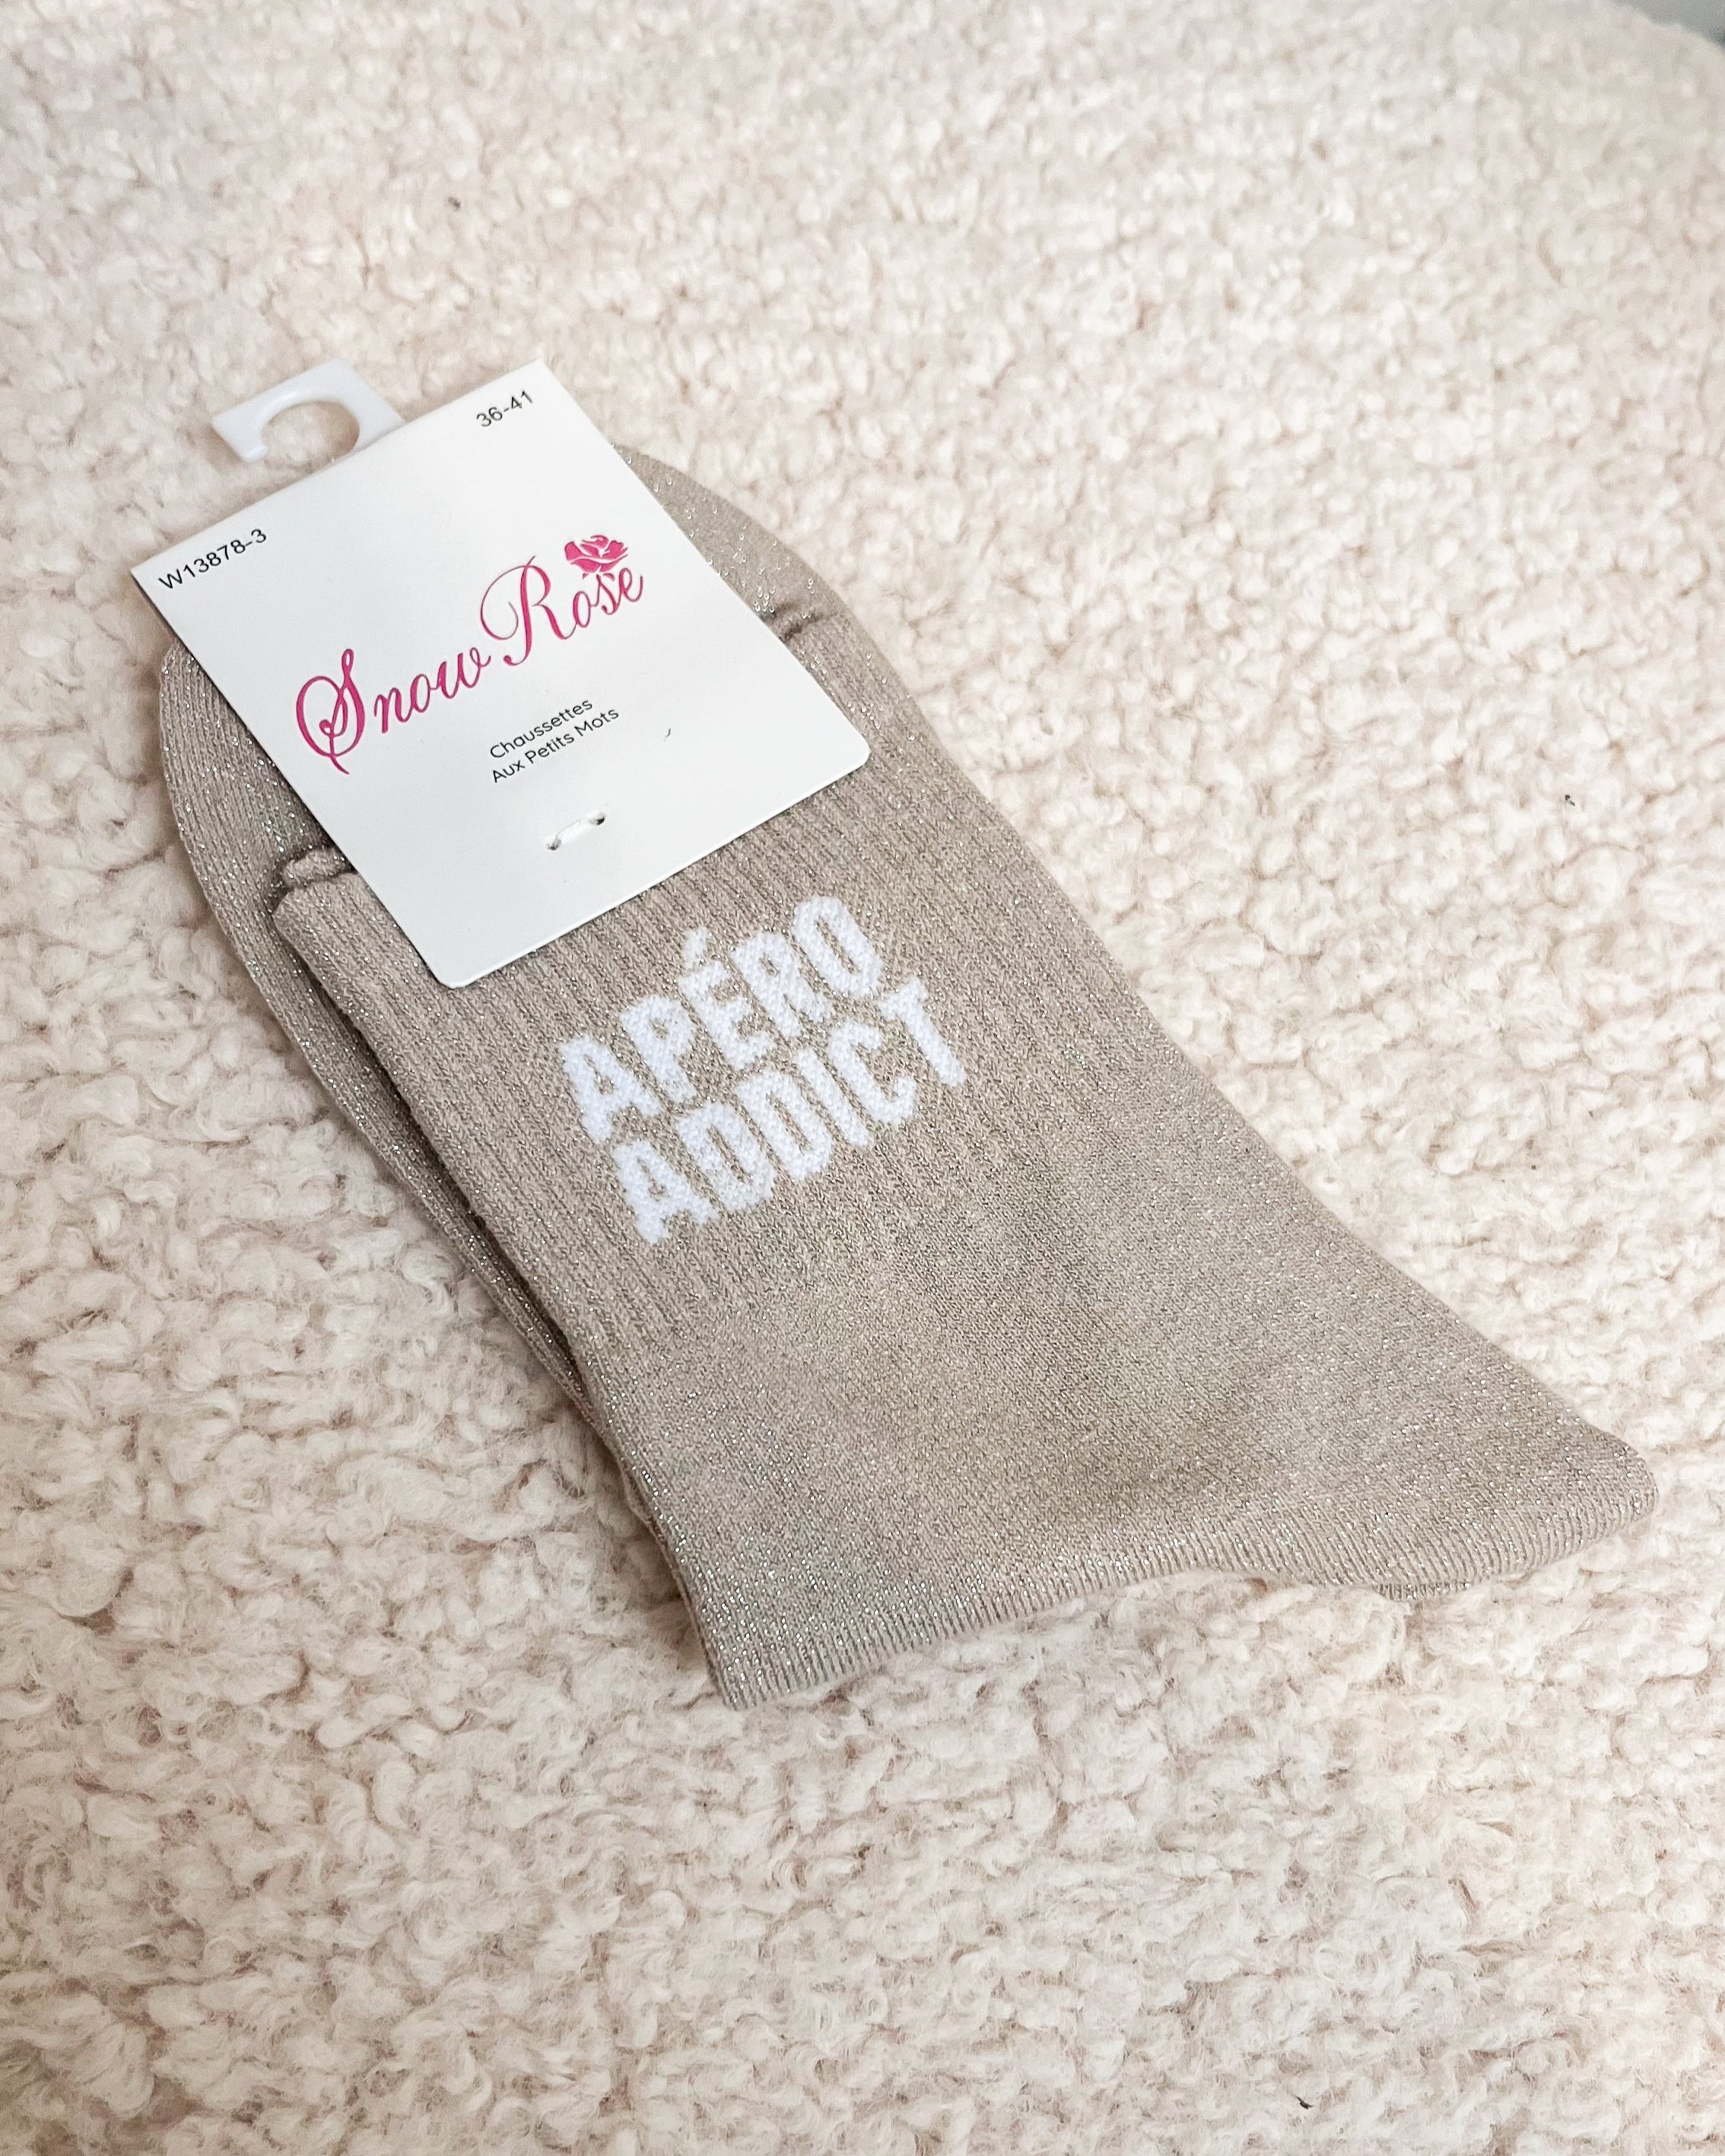 W13878-3
36-41
Snow Rose
Chaussettes
Aux Petits Mots
APÉRO
ADDICT